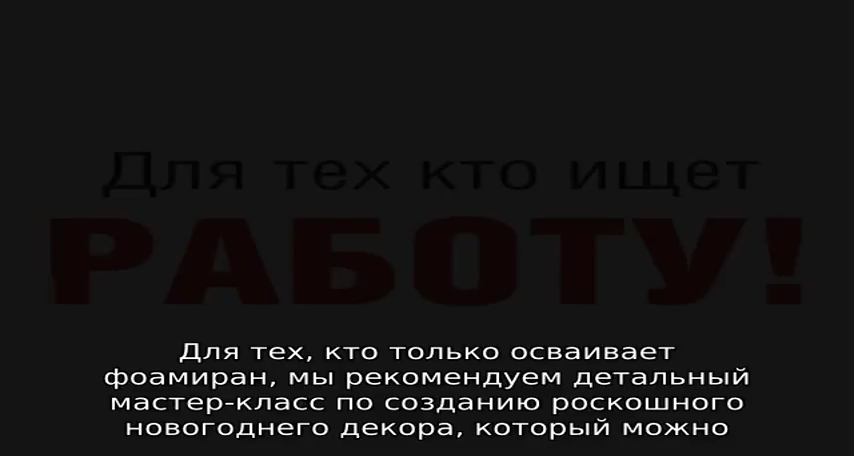 Для тех кто ищет
РАБОТУ!
Для тех, кто только осваивает
фоамиран, мы рекомендуем детальный
мастер-класс по созданию роскошного
новогоднего декора, который можно